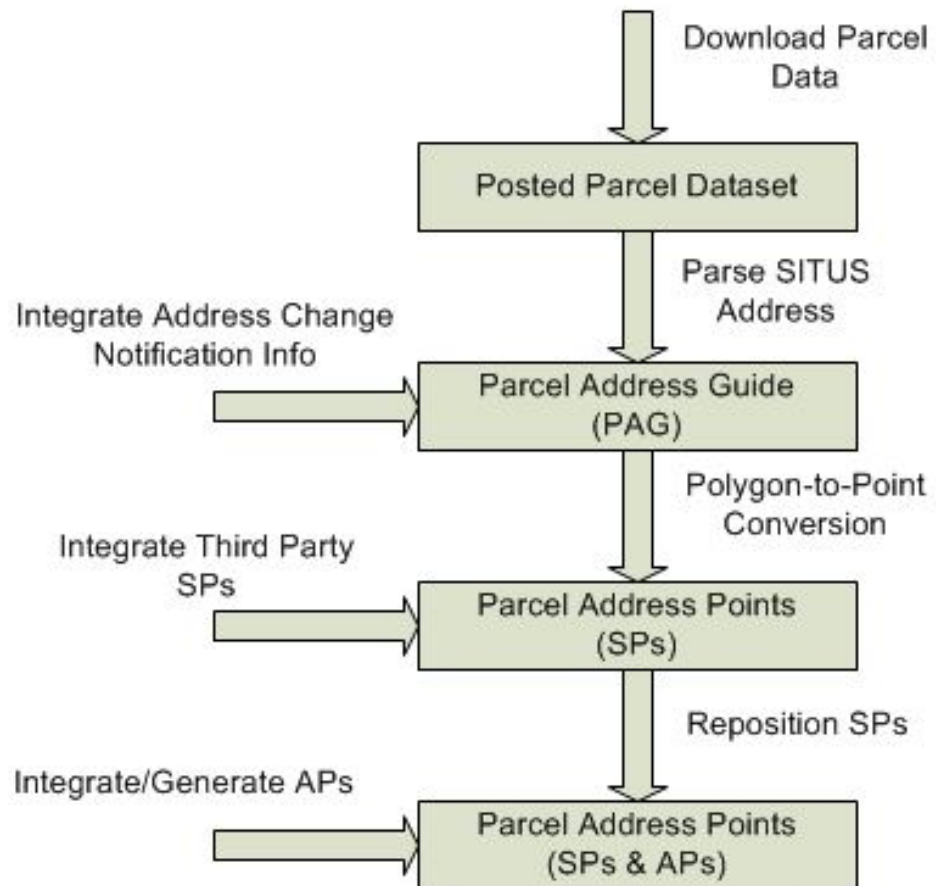 Download Parcel
Data
Posted Parcel Dataset
Parse SITUS
Address
Integrate Address Change
Notification Info
Parcel Address Guide
(PAG)
Polygon-to-Point
Conversion
Integrate Third Party
SPs
Parcel Address Points
(SPs)
Reposition SPs
Integrate/Generate APs
Parcel Address Points
(SPs & APs)